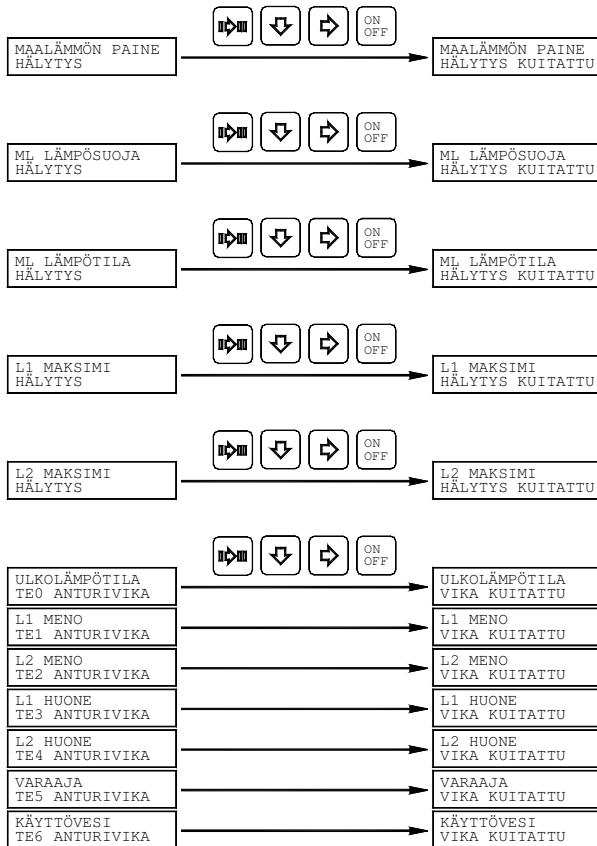 ON
OFF
MAALÄMMÖN PAINE
HÄLYTYS
MAALÄMMÖN PAINE
HÄLYTYS KUITATTU
ON
OFF
ML LÄMPÖSUOJA
HÄLYTYS
ML LÄMPÖSUOJA
HÄLYTYS KUITATTU
ON
OFF
ML LÄMPÖTILA
HÄLYTYS
ML LÄMPÖTILA
HÄLYTYS KUITATTU
ON
OFF
L1 MAKSIMI
HÄLYTYS
L1 MAKSIMI
HÄLYTYS KUITATTU
ON
OFF
L2 MAKSIMI
HÄLYTYS
L2 MAKSIMI
HÄLYTYS KUITATTU
ON
OFF
ULKOLÄMPÖTILA
TE0 ANTURIVIKA
ULKOLÄMPÖTILA
VIKA KUITATTU
L1 MENO
TE1 ANTURIVIKA
L1 MENO
VIKA KUITATTU
L2 MENO
TE2 ANTURIVIKA
L2 MENO
VIKA KUITATTU
L1 HUONE
TE3 ANTURIVIKA
L1 HUONE
VIKA KUITATTU
L2 HUONE
TE4 ANTURIVIKA
L2 HUONE
VIKA KUITATTU
VARAAJA
TE5 ANTURIVIKA
VARAAJA
VIKA KUITATTU
KÄYTTÖVESI
TE6 ANTURIVIKA
KÄYTTÖVESI
VIKA KUITATTU